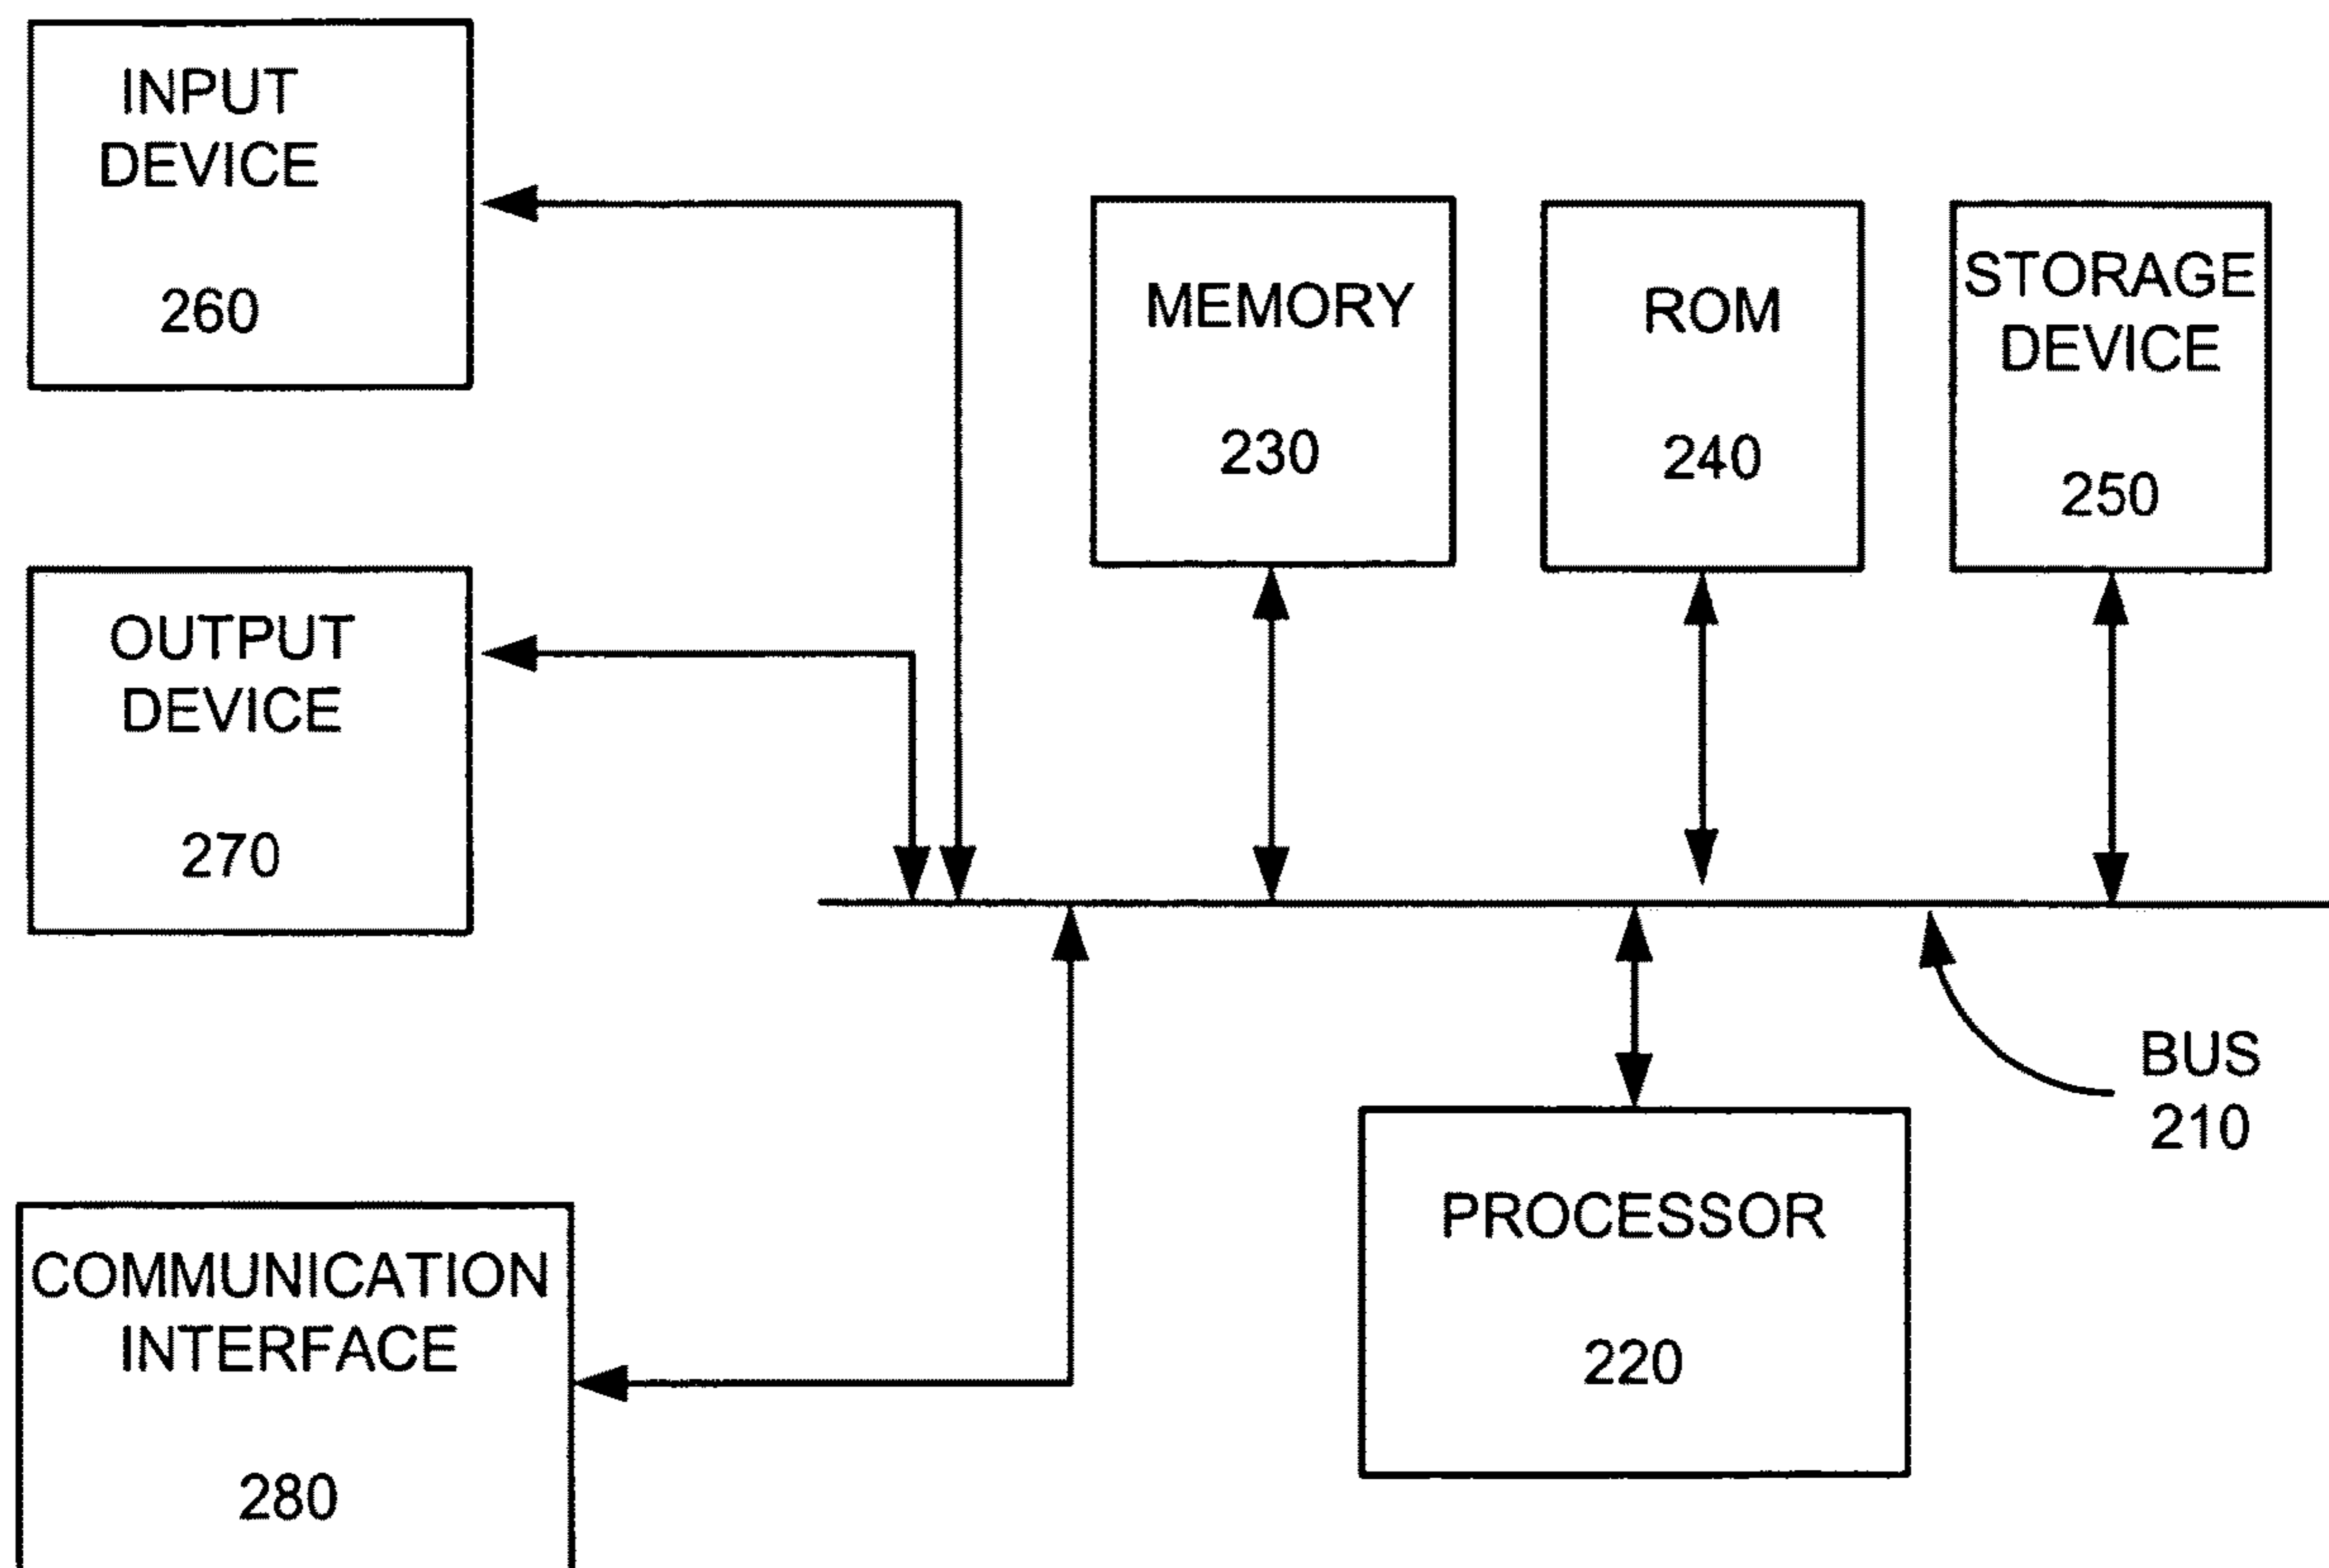 INPUT
DEVICE
260
MEMORY
230
ROM
240
STORAGE
DEVICE
250
OUTPUT
DEVICE
270
BUS
210
PROCESSOR
220
COMMUNICATION
INTERFACE
280